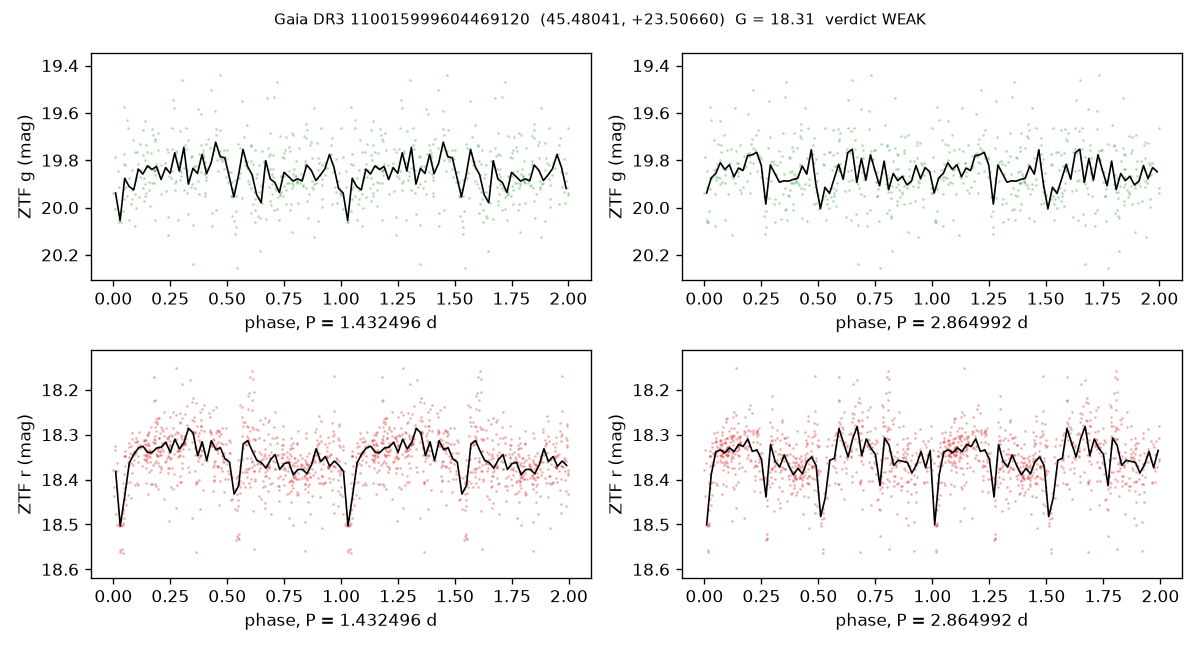 Gaia DR3 110015999604469120 (45.48041, +23.50660) G = 18.31 verdict WEAK
ZTF g (mag)
19.4
19.6
19.8
20.0
20.2
0.00 0.25 0.50 0.75 1.00 1.25 1.50 1.75 2.00
phase, P = 1.432496 d
ZTF g (mag)
19.4
19.6
19.8
20.0
20.2
0.00 0.25 0.50 0.75 1.00 1.25 1.50 1.75 2.00
phase, P = 2.864992 d
ZTF r (mag)
18.2
18.3
18.4
18.5
18.6
0.00 0.25 0.50 0.75 1.00 1.25 1.50 1.75 2.00
phase, P = 1.432496 d
ZTF r (mag)
18.2
18.3
18.4
18.5
18.6
0.00 0.25 0.50 0.75 1.00 1.25 1.50 1.75 2.00
phase, P = 2.864992 d